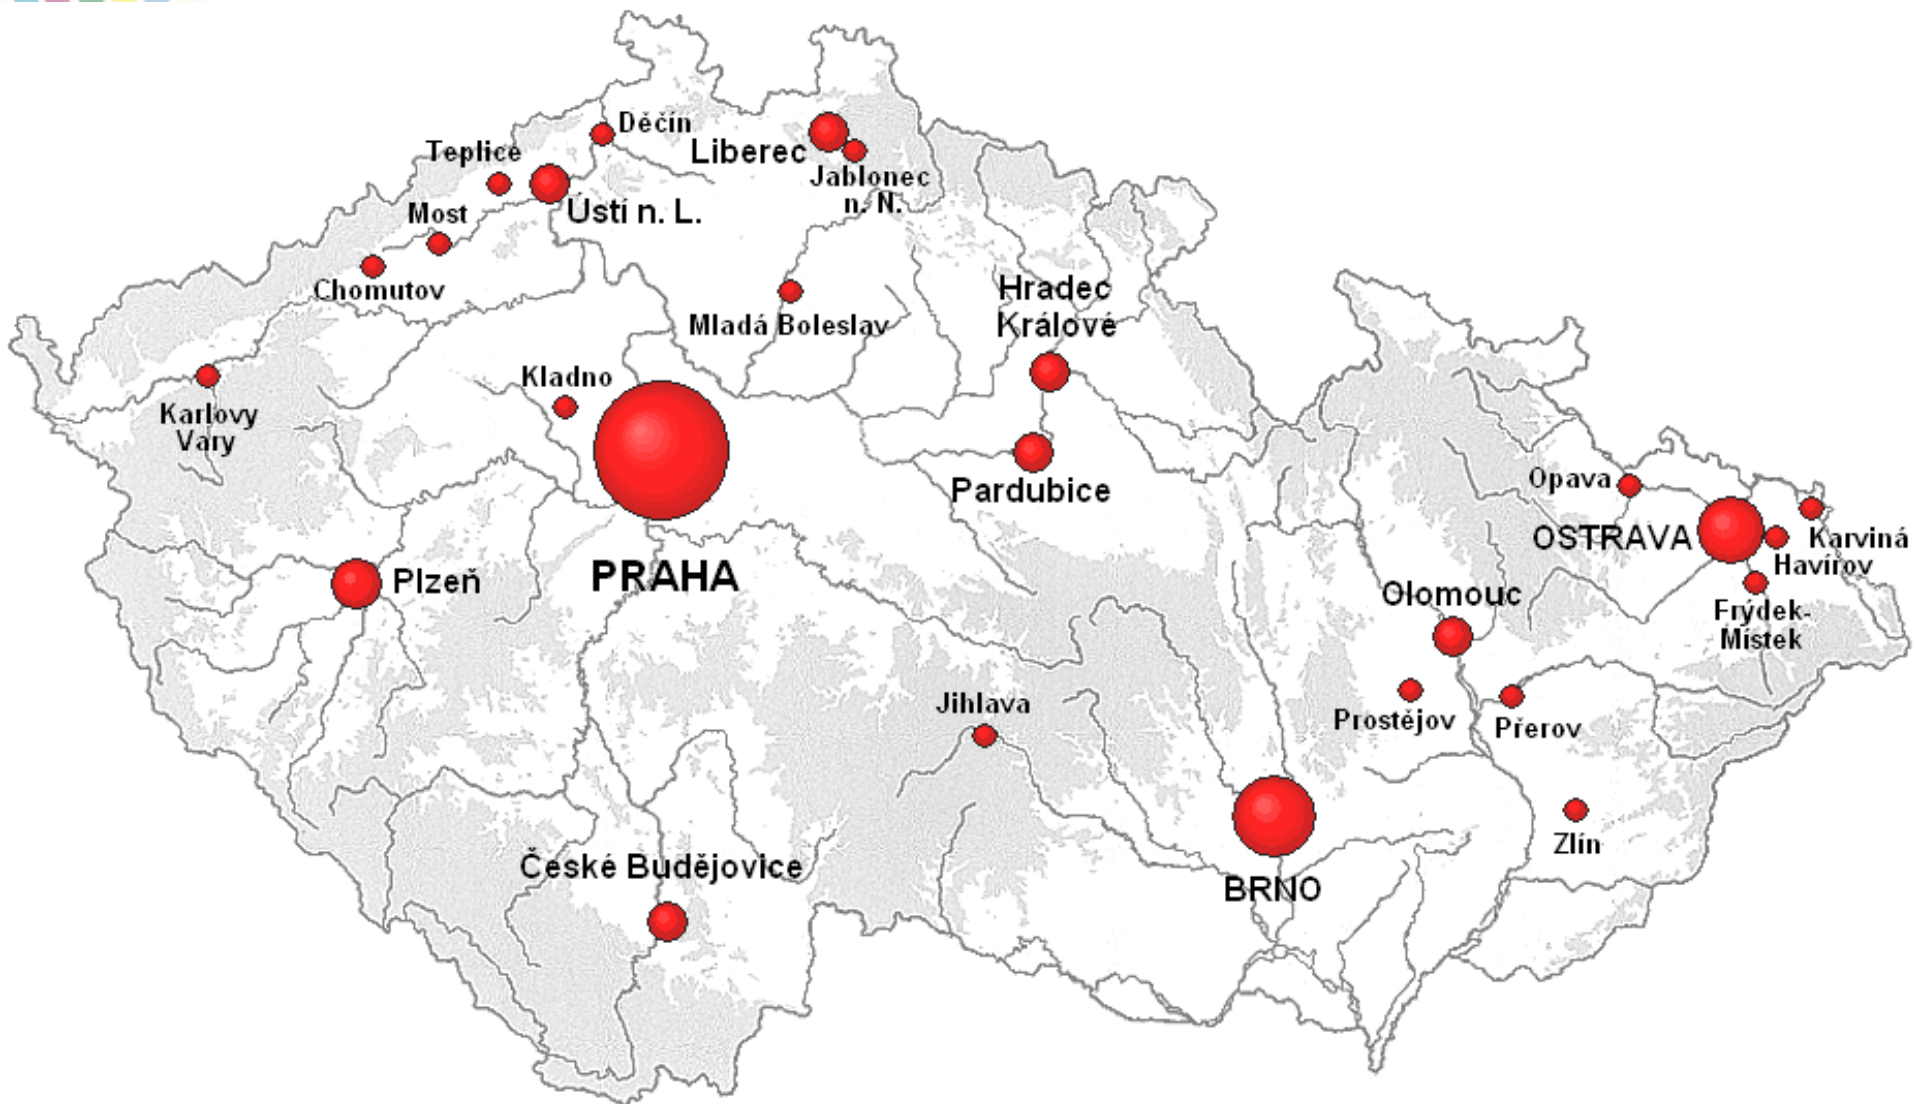 Děčín
Teplice
Liberec
Jablonec
n. N.
Most
Ústí n. L.
Chomutov
Hradec
Králové
Mladá Boleslav
Kladno
Karlovy
Vary
Opava
Pardubice
OSTRAVA
Karviná
Havířov
PRAHA
Plzeň
Olomouc
Frýdek-
Místek
Jihlava
Prostějov
Přerov
Zlín
České Budějovice
BRNO